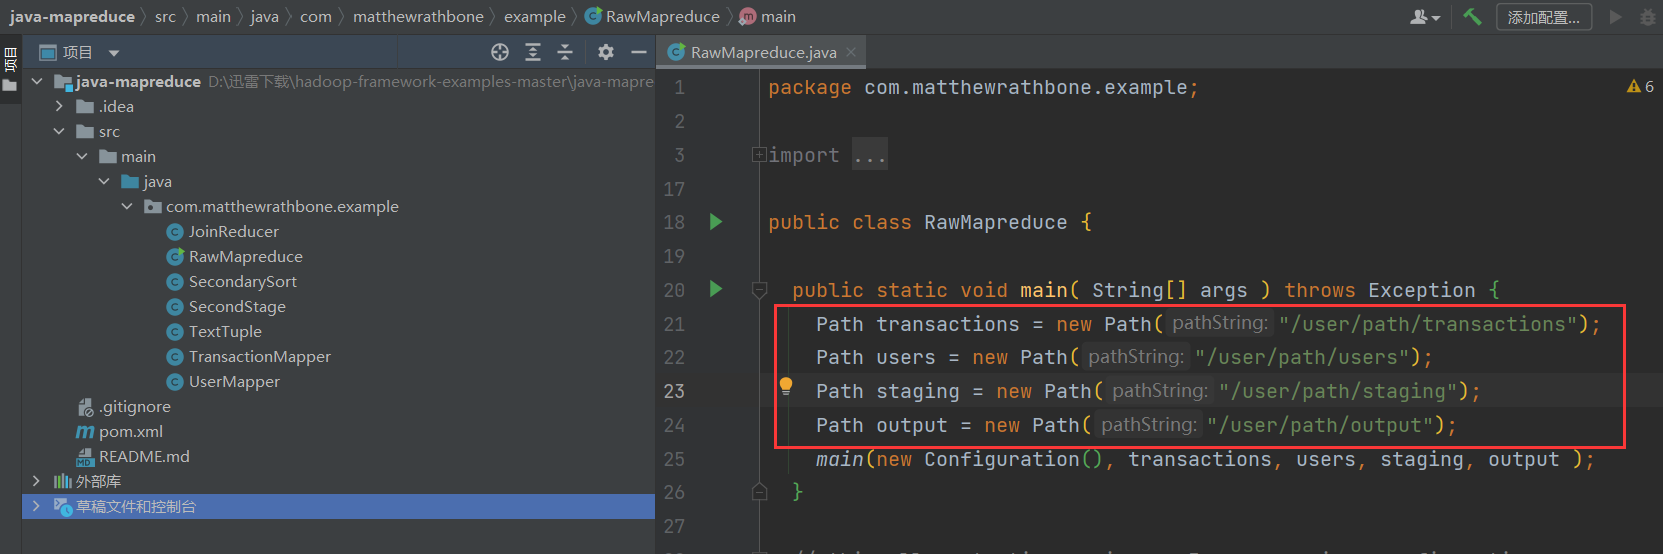 java-mapreduce src main java com matthewrathbone example RawMapreduce main
添加配置...
项目
项目
RawMapreduce.java
java-mapreduce D:\迅雷下载\hadoop-framework-examples-master\java-mapre
.idea
src
main
java
com.matthewrathbone.example
JoinReducer
RawMapreduce
SecondarySort
SecondStage
TextTuple
TransactionMapper
UserMapper
.gitignore
pom.xml
README.md
外部库
草稿文件和控制台
6
1 package com.matthewrathbone.example;
2
3 import ...
17
18 public class RawMapreduce {
19
20 public static void main( String[] args ) throws Exception {
21 Path transactions = new Path( pathString: "/user/path/transactions");
22 Path users = new Path( pathString: "/user/path/users");
23 Path staging = new Path( pathString: "/user/path/staging");
24 Path output = new Path( pathString: "/user/path/output");
25 main(new Configuration(), transactions, users, staging, output );
26 }
27